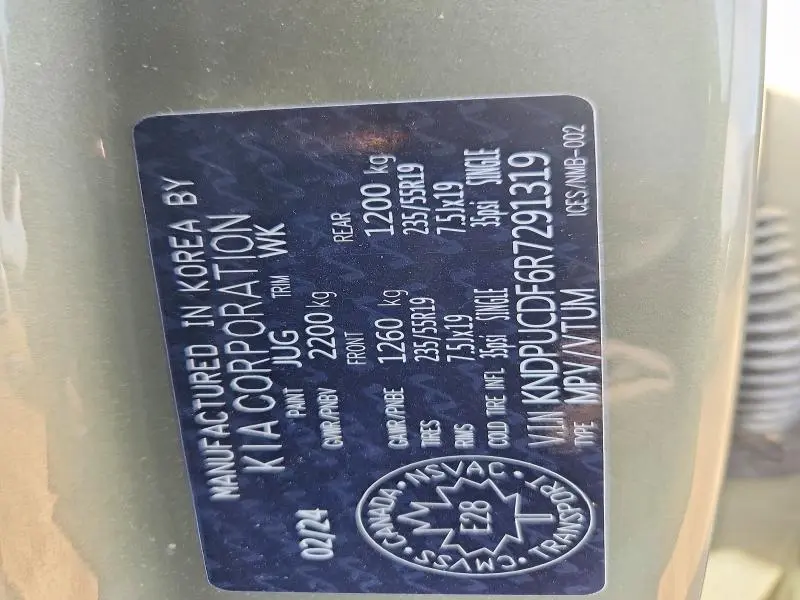 MANUFACTURED IN KOREA BY
KIA CORPORATION
02/24 PAINT JUG TRIM WK
GVWR/PNBV 2200 kg
FRONT REAR
GAWR/PNBE 1260 kg 1200 kg
TIRES 235/55R19 235/55R19
RIMS 7.5Jx19 7.5Jx19
COLD TIRE INFL 35psi SINGLE 35psi SINGLE
VIN KNDPUCDF6R7291319
TYPE MPV/VTUM ICES/NMB-002
CANADA · NSVAC · TRANSPORT · CMVSS
E28